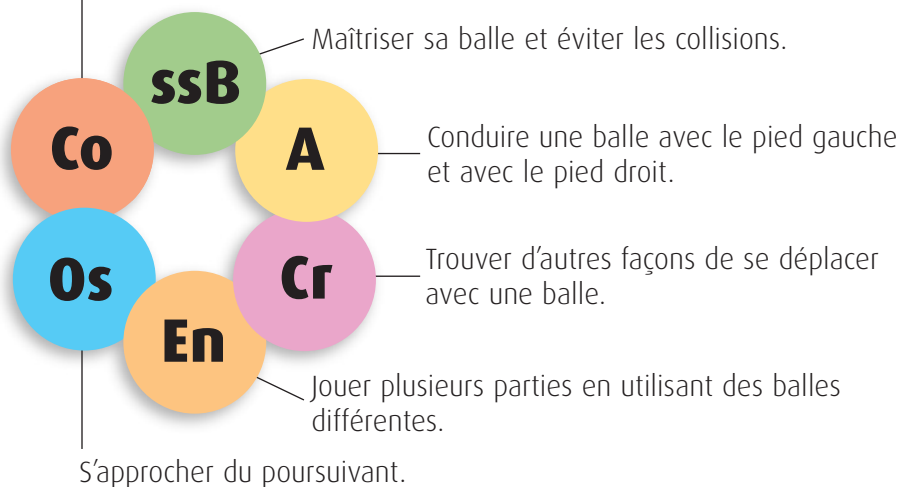 Maîtriser sa balle et éviter les collisions.
ssB
Co
A
Conduire une balle avec le pied gauche
et avec le pied droit.
Os
Cr
Trouver d'autres façons de se déplacer
avec une balle.
En
Jouer plusieurs parties en utilisant des balles
différentes.
S'approcher du poursuivant.